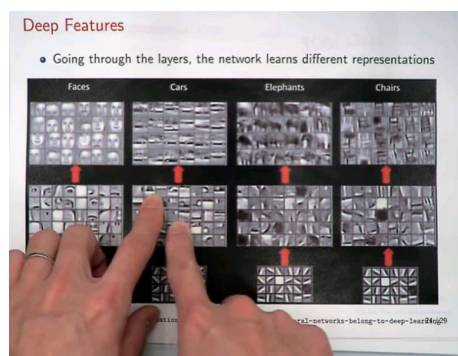 Deep Features
Going through the layers, the network learns different representations
Faces Cars Elephants Chairs
ral-networks-belong-to-deep-learning